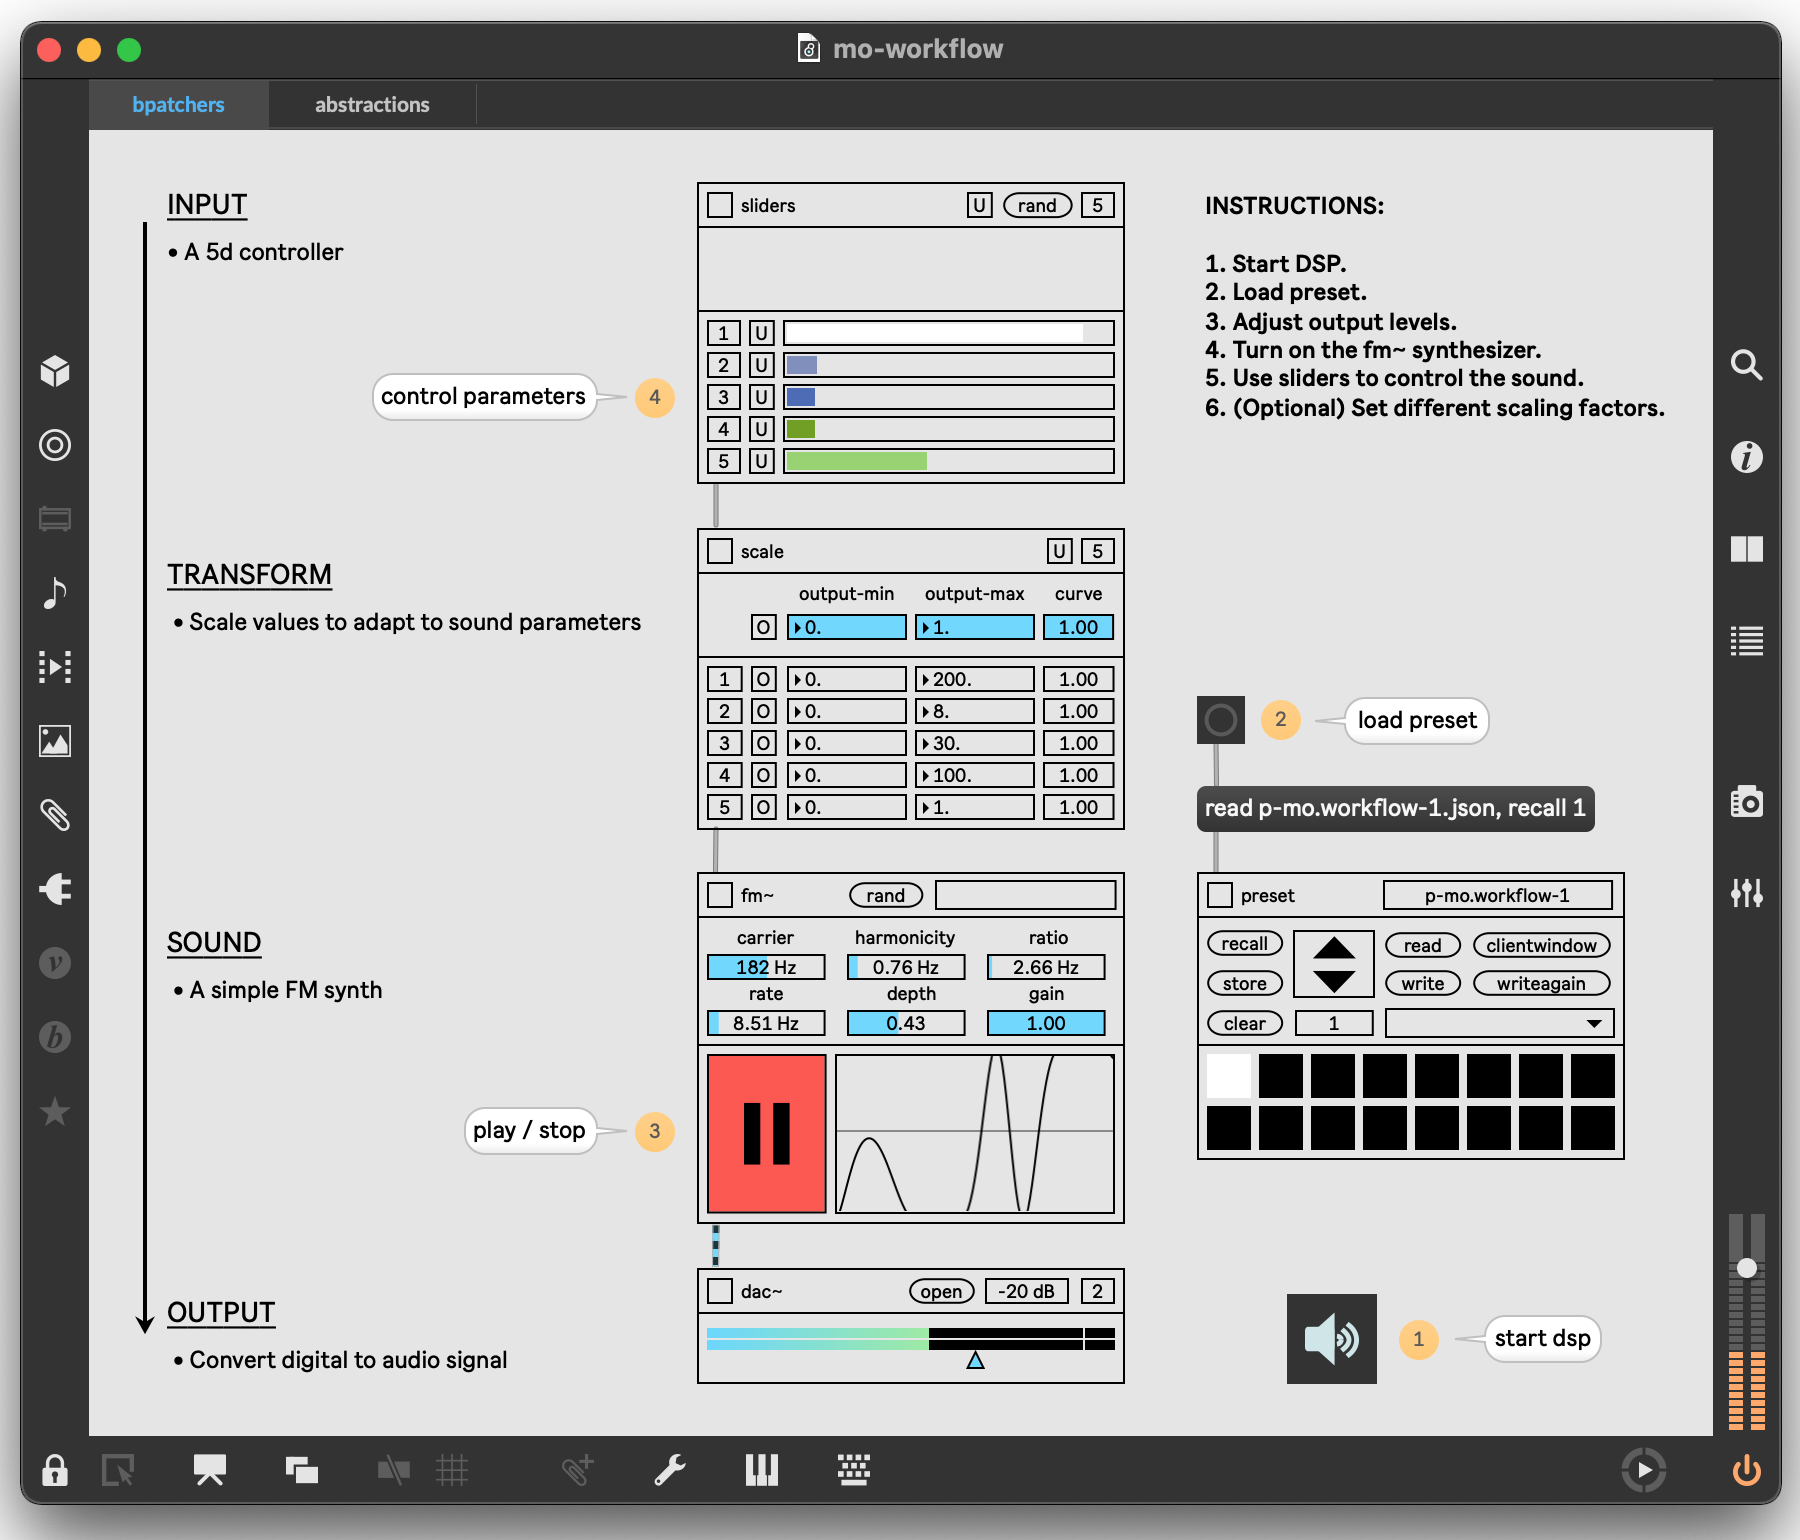 mo-workflow
bpatchers
abstractions
INPUT
• A 5d controller
sliders
U
rand
5
1 U
2 U
3 U
4 U
5 U
control parameters
4
INSTRUCTIONS:
1. Start DSP.
2. Load preset.
3. Adjust output levels.
4. Turn on the fm~ synthesizer.
5. Use sliders to control the sound.
6. (Optional) Set different scaling factors.
TRANSFORM
• Scale values to adapt to sound parameters
scale
U
5
output-min output-max curve
O 0. 1. 1.00
1 O 0. 200. 1.00
2 O 0. 8. 1.00
3 O 0. 30. 1.00
4 O 0. 100. 1.00
5 O 0. 1. 1.00
2
load preset
read p-mo.workflow-1.json, recall 1
SOUND
• A simple FM synth
fm~
rand
carrier harmonicity ratio
182 Hz 0.76 Hz 2.66 Hz
rate depth gain
8.51 Hz 0.43 1.00
play / stop
3
preset
p-mo.workflow-1
recall
read
clientwindow
store
write
writeagain
clear
1
OUTPUT
• Convert digital to audio signal
dac~
open
-20 dB
2
1
start dsp